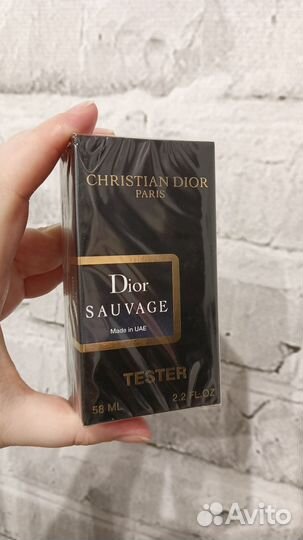 CHRISTIAN DIOR
PARIS
Dior
SAUVAGE
Made in UAE
TESTER
58 ML 2.2 FL.OZ
Avito